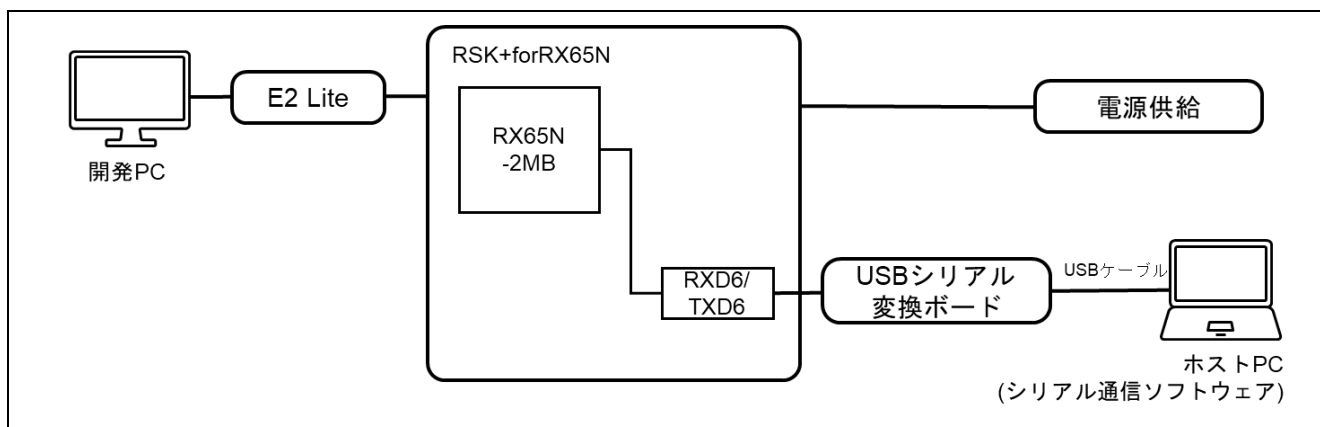 RSK+forRX65N
E2 Lite
電源供給
RX65N
-2MB
開発PC
RXD6/
TXD6
USBシリアル
変換ボード
USBケーブル
ホストPC
(シリアル通信ソフトウェア)